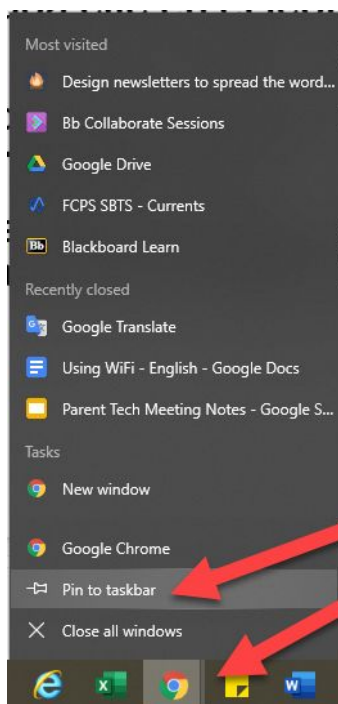 Most visited
Design newsletters to spread the word...
Bb Collaborate Sessions
Google Drive
FCPS SBTS - Currents
Bb Blackboard Learn
Recently closed
Google Translate
Using WiFi - English - Google Docs
Parent Tech Meeting Notes - Google S...
Tasks
New window
Google Chrome
Pin to taskbar
Close all windows